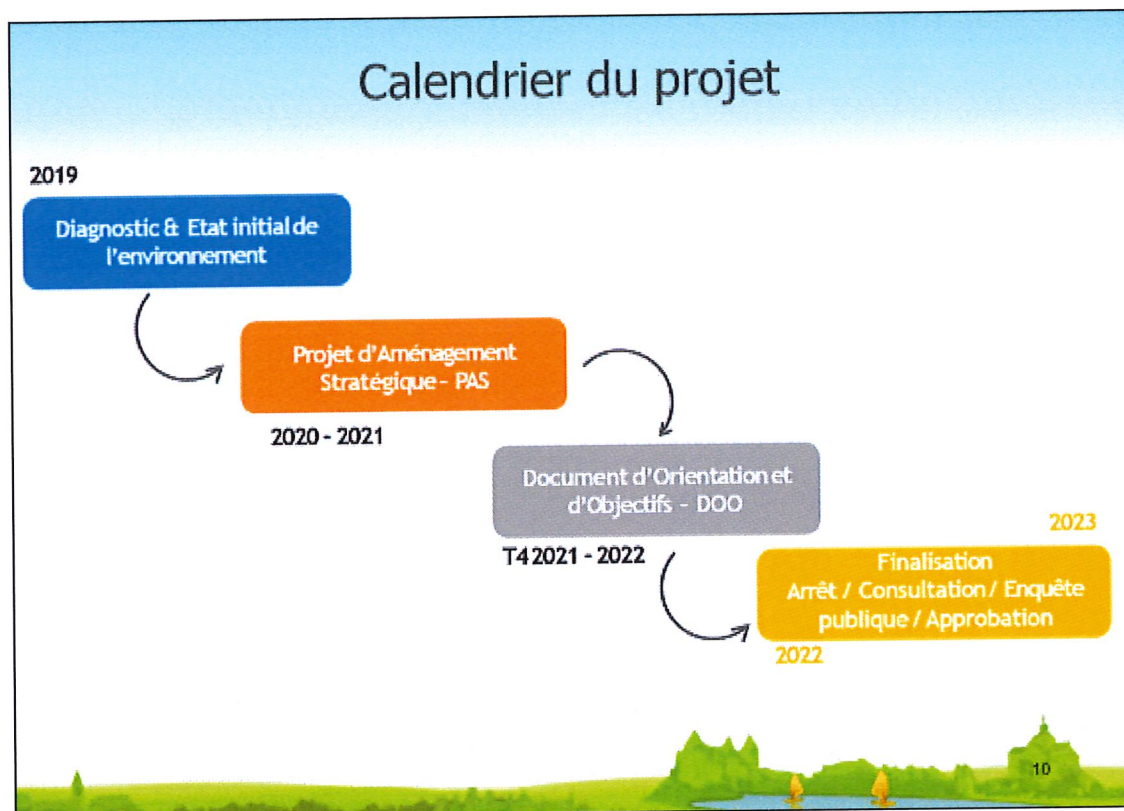 Calendrier du projet
2019
Diagnostic & Etat initial de
l'environnement
Projet d'Aménagement
Stratégique - PAS
2020 - 2021
Document d'Orientation et
d'Objectifs - DOO
T4 2021 - 2022
2023
Finalisation
Arrêt / Consultation / Enquête
publique / Approbation
2022
10